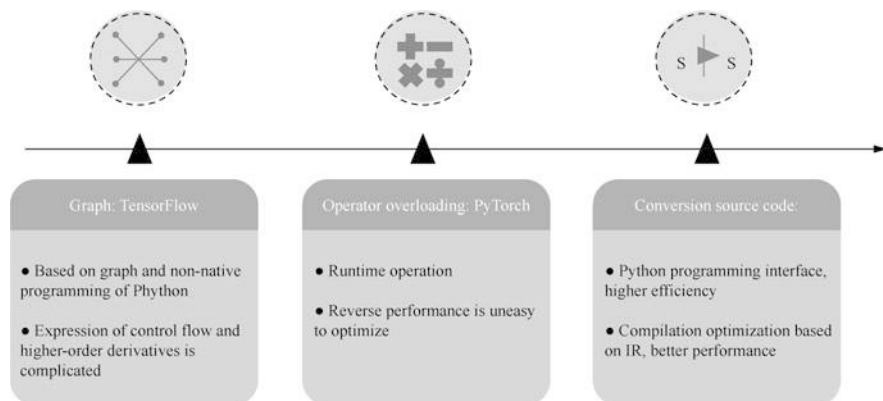 S S
Graph: TensorFlow
● Based on graph and non-native
programming of Phython
● Expression of control flow and
higher-order derivatives is
complicated
Operator overloading: PyTorch
● Runtime operation
● Reverse performance is uneasy
to optimize
Conversion source code:
● Python programming interface,
higher efficiency
● Compilation optimization based
on IR, better performance